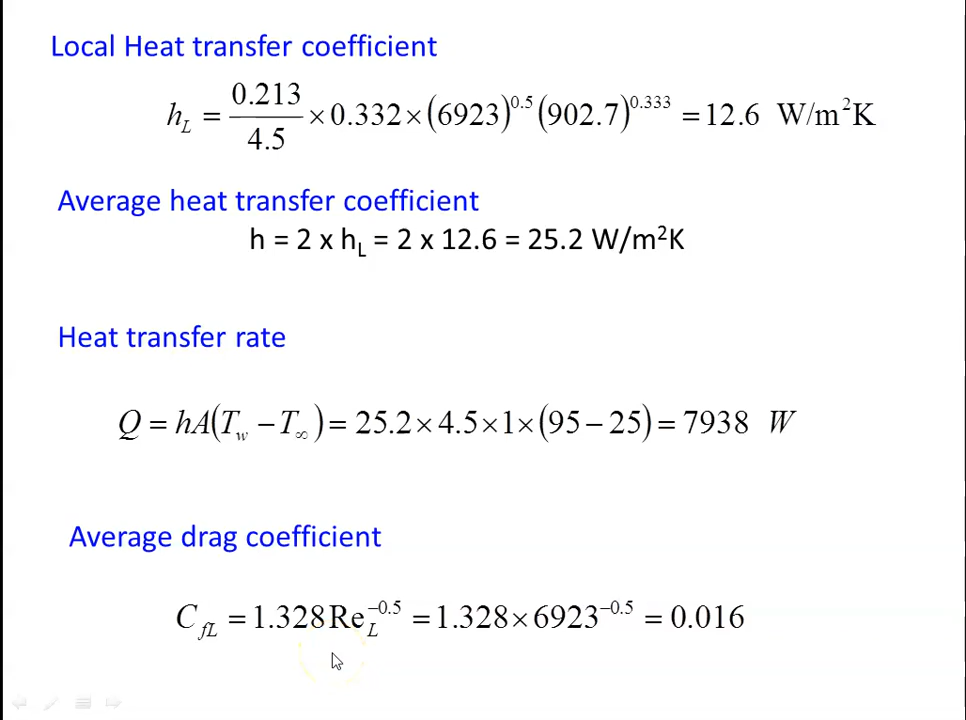 Local Heat transfer coefficient
h_L = 0.213/4.5 × 0.332 × (6923)^0.5 (902.7)^0.333 = 12.6 W/m²K
Average heat transfer coefficient
h = 2 x h_L = 2 x 12.6 = 25.2 W/m²K
Heat transfer rate
Q = hA(T_w − T_∞) = 25.2 × 4.5 × 1 × (95 − 25) = 7938 W
Average drag coefficient
C_fL = 1.328 Re_L^−0.5 = 1.328 × 6923^−0.5 = 0.016